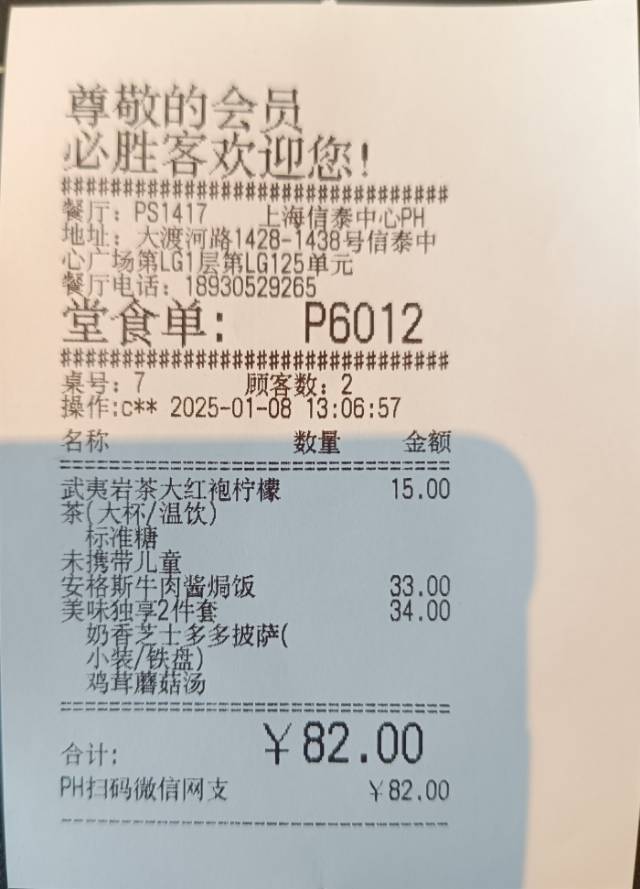 尊敬的会员
必胜客欢迎您!
################################
餐厅: PS1417 上海信泰中心PH
地址: 大渡河路1428-1438号信泰中
心广场第LG1层第LG125单元
餐厅电话: 18930529265
堂食单: P6012
################################
桌号: 7 顾客数: 2
操作:c** 2025-01-08 13:06:57
名称 数量 金额
================================
武夷岩茶大红袍柠檬 15.00
茶(大杯/温饮)
标准糖
未携带儿童
安格斯牛肉酱焗饭 33.00
美味独享2件套 34.00
奶香芝士多多披萨(
小装/铁盘)
鸡茸蘑菇汤
================================
合计: ￥82.00
PH扫码微信网支 ￥82.00
--------------------------------